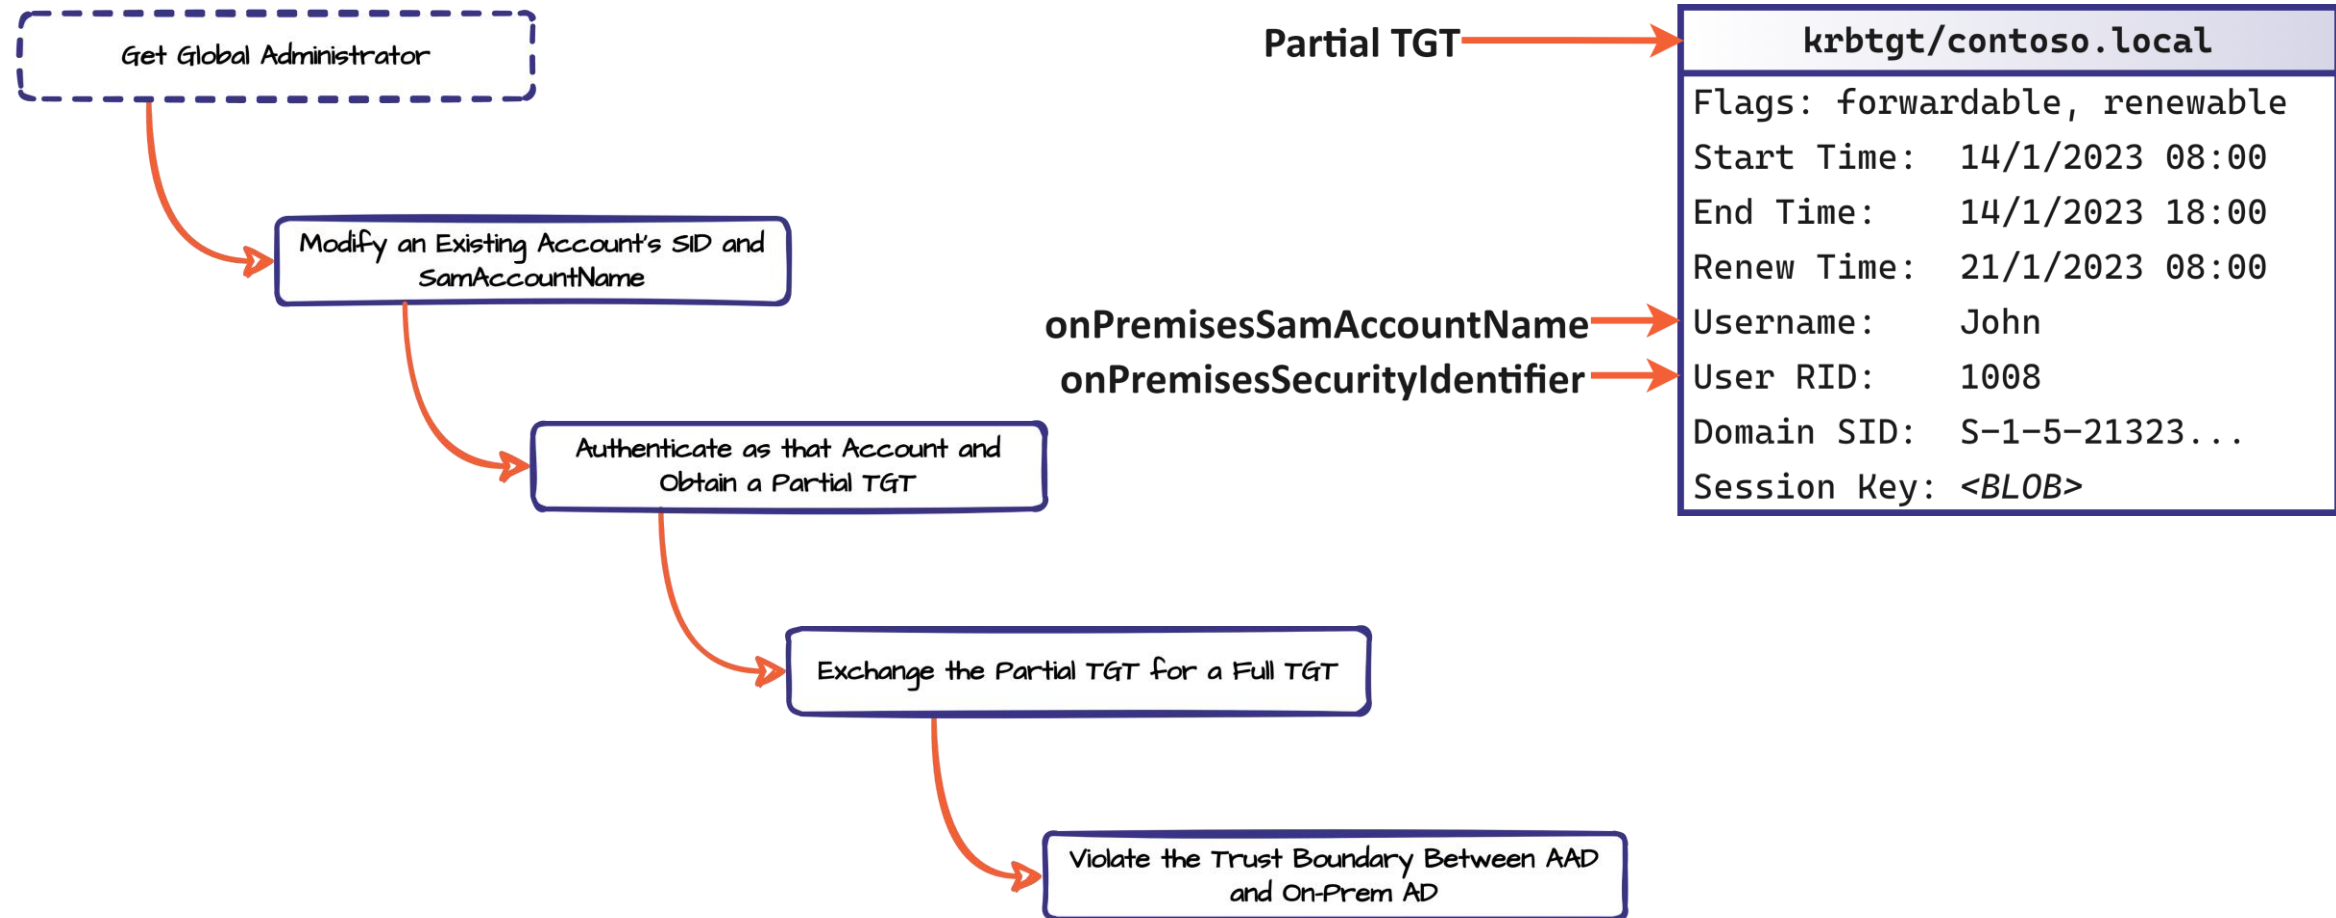 Get Global Administrator
Modify an Existing Account's SID and
SamAccountName
Authenticate as that Account and
Obtain a Partial TGT
Exchange the Partial TGT for a Full TGT
Violate the Trust Boundary Between AAD
and On-Prem AD
Partial TGT
onPremisesSamAccountName
onPremisesSecurityIdentifier
krbtgt/contoso.local
Flags: forwardable, renewable
Start Time: 14/1/2023 08:00
End Time: 14/1/2023 18:00
Renew Time: 21/1/2023 08:00
Username: John
User RID: 1008
Domain SID: S-1-5-21323...
Session Key: <BLOB>